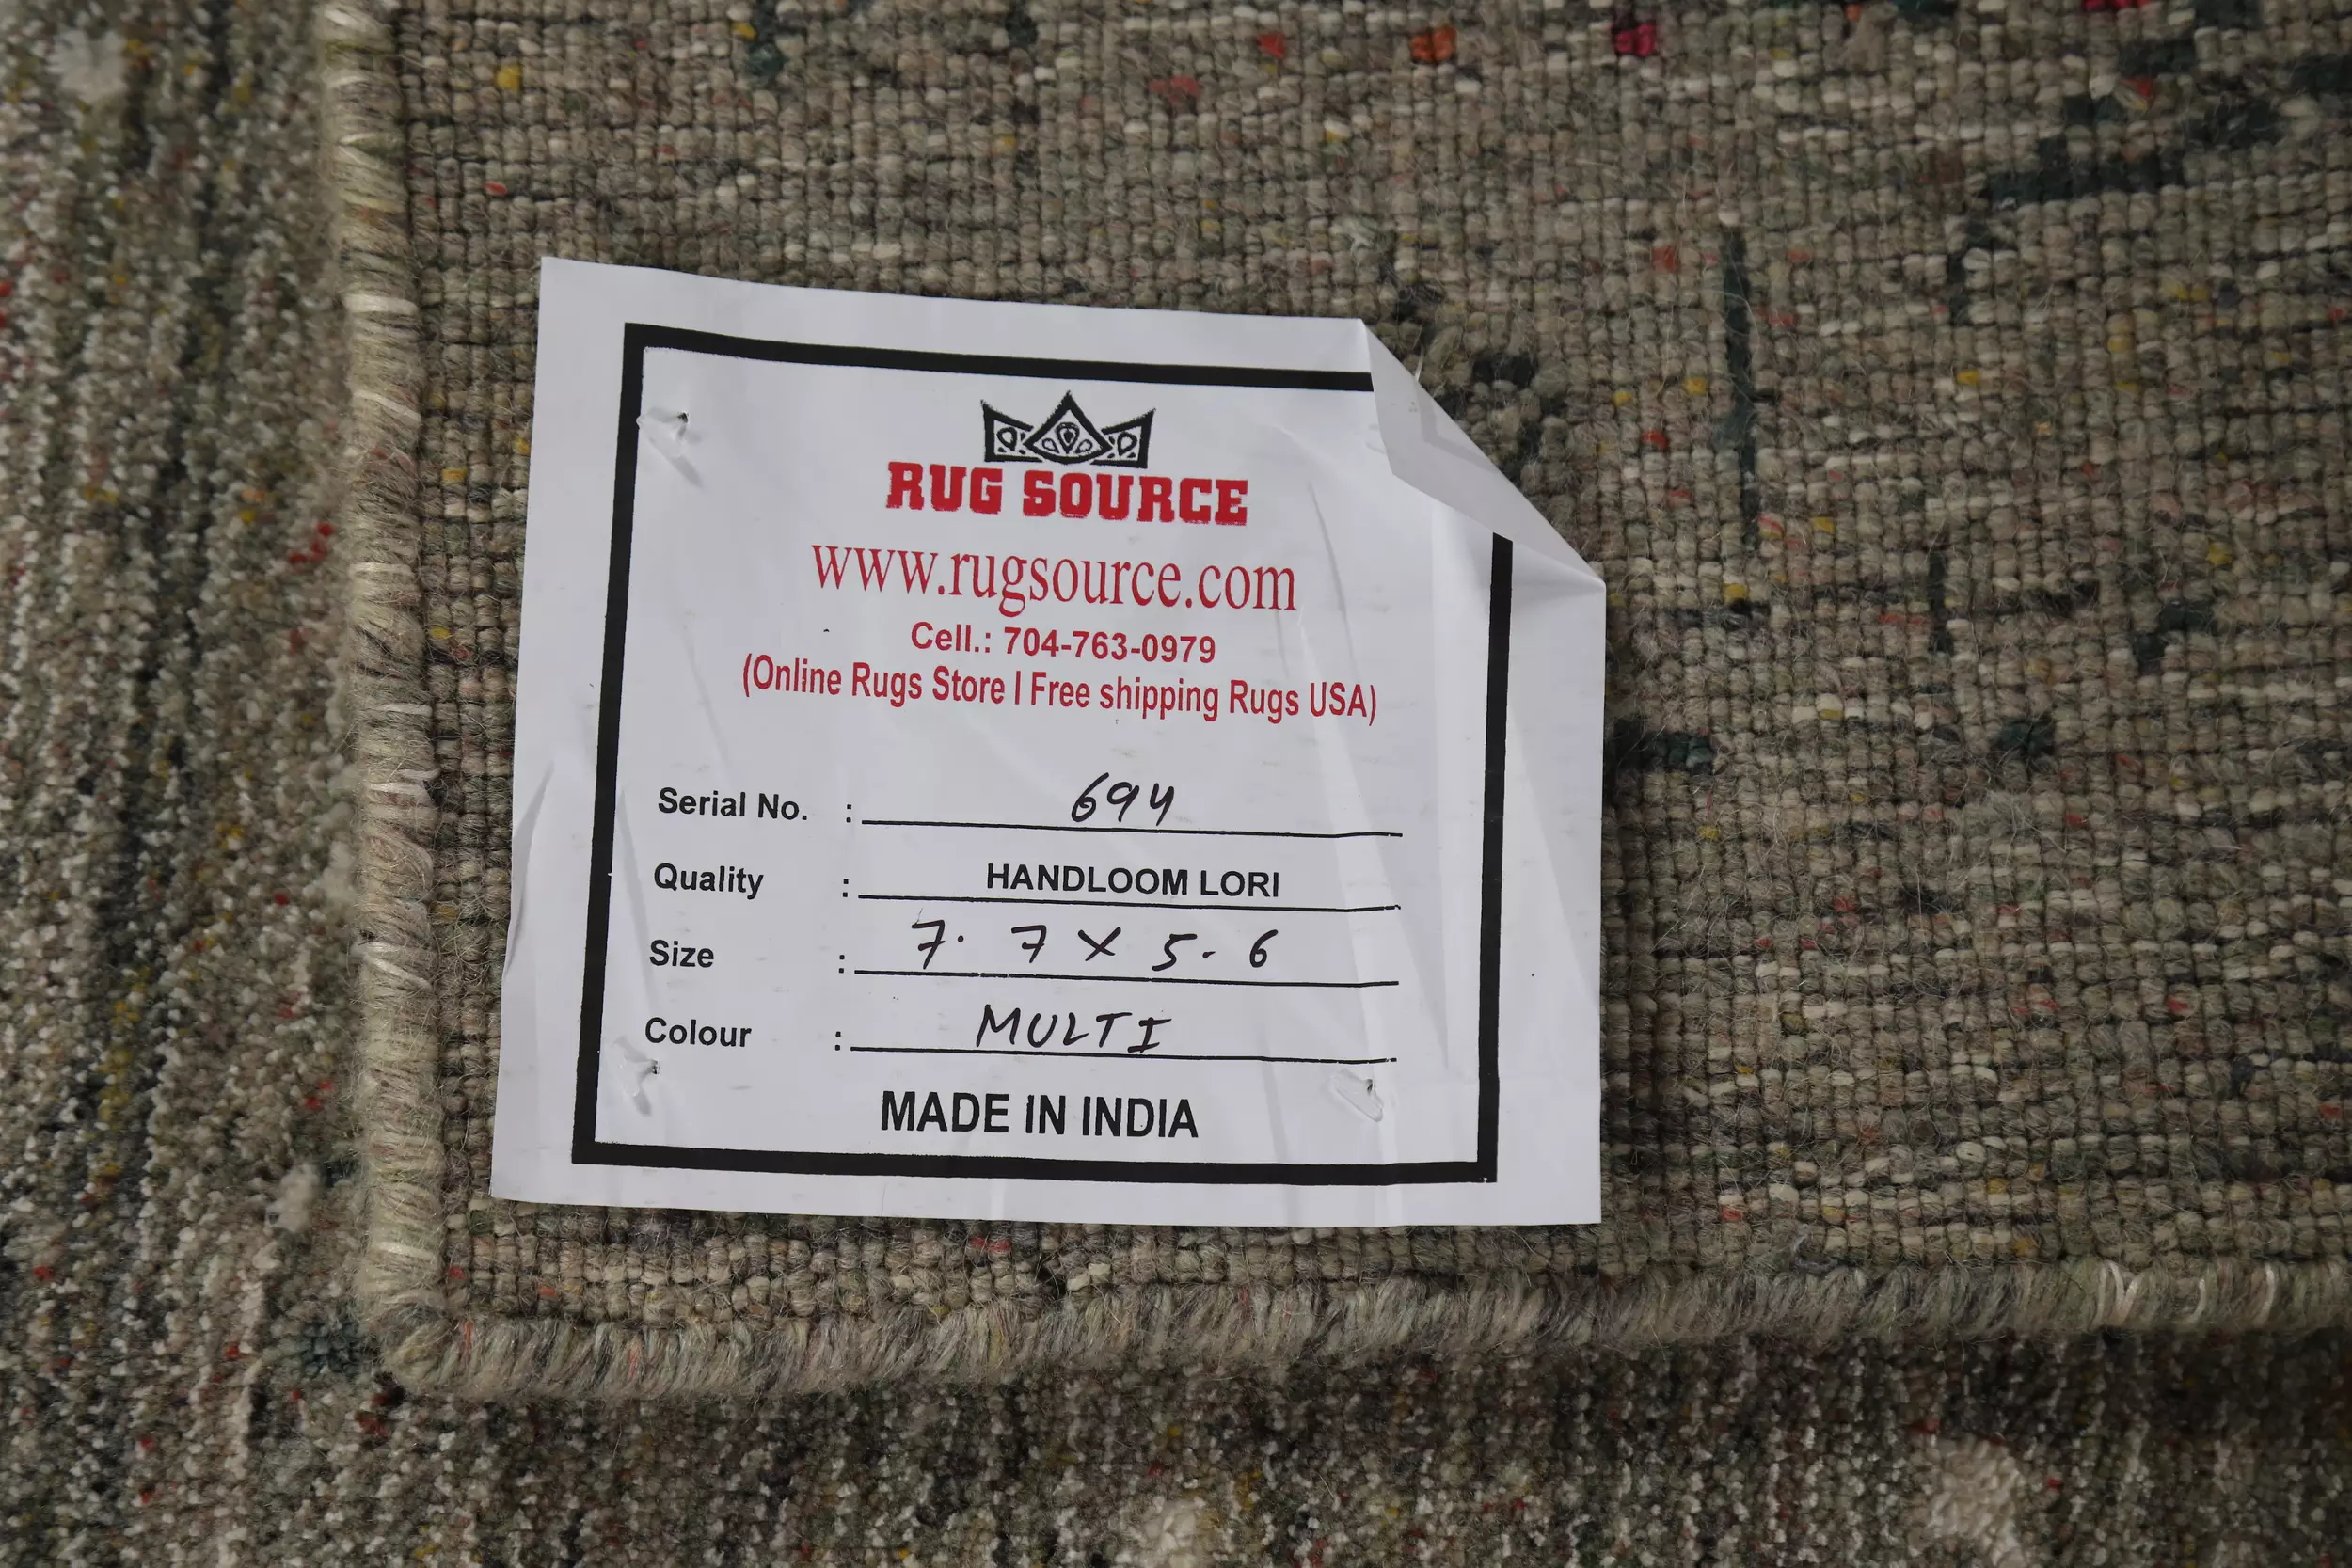 RUG SOURCE
www.rugsource.com
Cell.: 704-763-0979
(Online Rugs Store | Free shipping Rugs USA)
Serial No. : 694
Quality : HANDLOOM LORI
Size : 7. 7 X 5. 6
Colour : MULTI
MADE IN INDIA